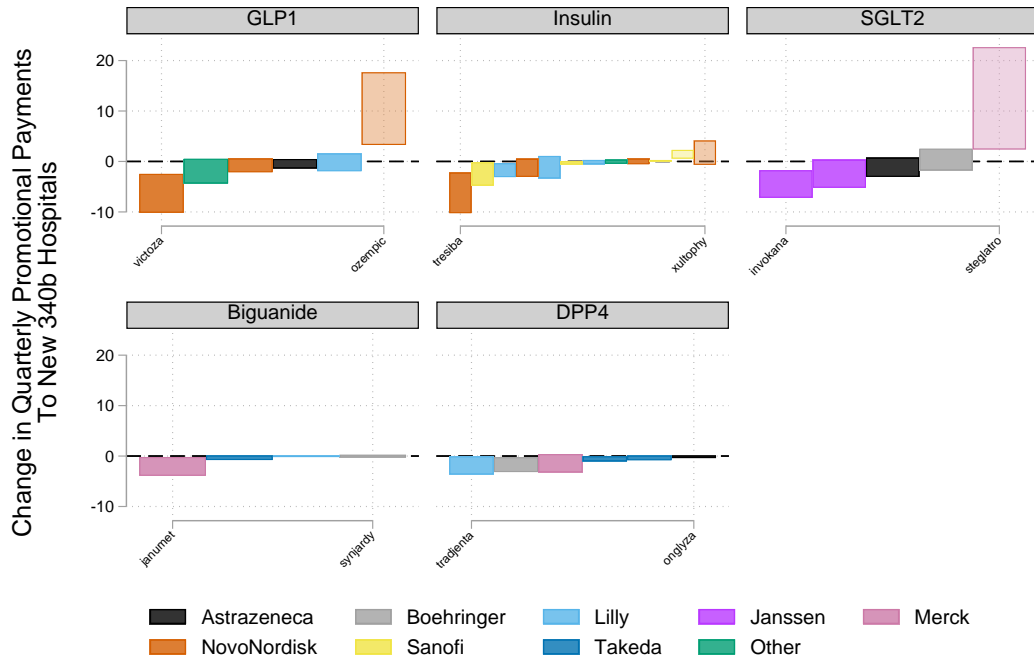 Change in Quarterly Promotional Payments
To New 340b Hospitals
GLP1
Insulin
SGLT2
20
10
0
-10
victoza
ozempic
tresiba
xultophy
invokana
steglatro
Biguanide
DPP4
20
10
0
-10
janumet
synjardy
tradjenta
onglyza
Astrazeneca
Boehringer
Lilly
Janssen
Merck
NovoNordisk
Sanofi
Takeda
Other